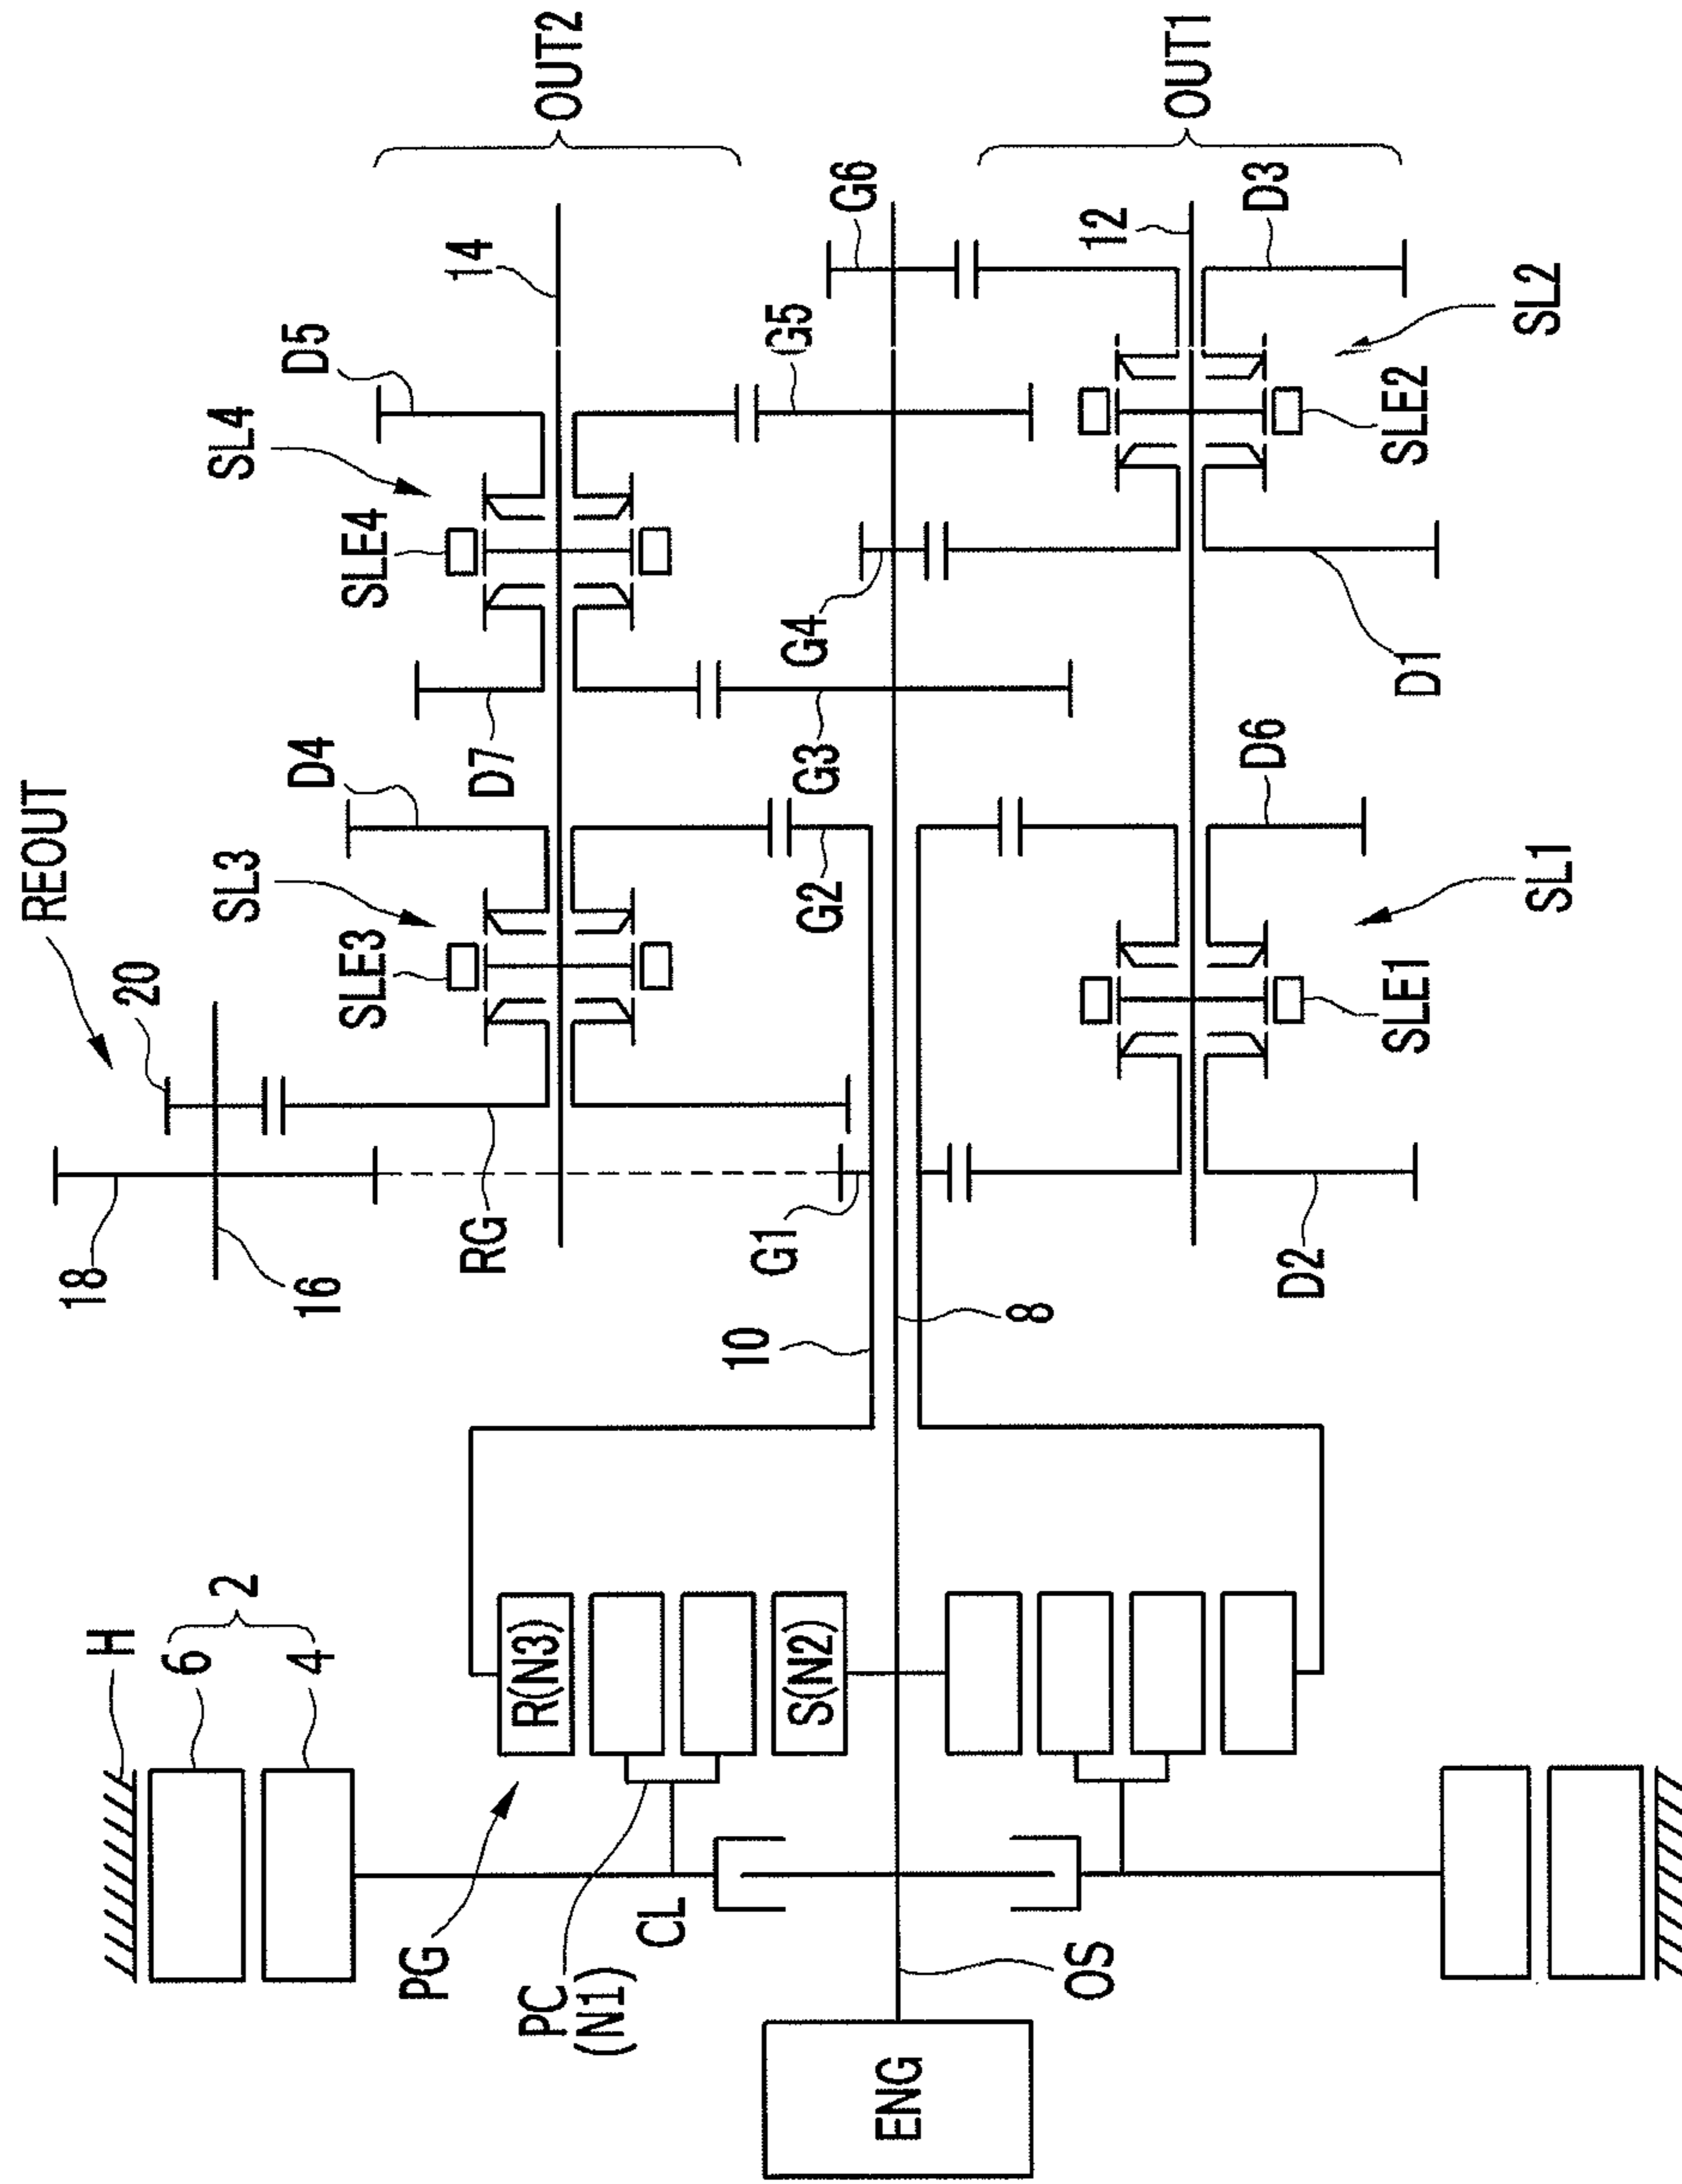 OUT2
OUT1
14
G6
12
D3
D5
G5
SL2
SL4
SLE4
SLE2
G4
D1
D7
G3
D4
D6
REOUT
SL3
G2
SL1
20
SLE3
SLE1
18
16
RG
G1
D2
10
8
2
H
6
4
R(N3)
S(N2)
PG
PC
(N1)
CL
OS
ENG